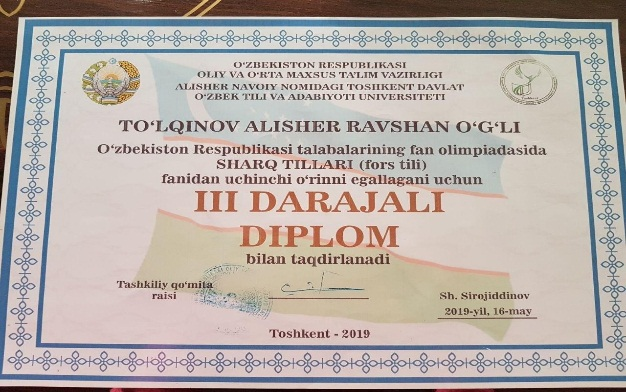 O‘ZBEKISTON RESPUBLIKASI
OLIY VA O‘RTA MAXSUS TALIM VAZIRLIGI
ALISHER NAVOIY NOMIDAGI TOSHKENT DAVLAT
O‘ZBEK TILI VA ADABIYOTI UNIVERSITETI
TO‘LQINOV ALISHER RAVSHAN O‘G‘LI
O‘zbekiston Respublikasi talabalarining fan olimpiadasida
SHARQ TILLARI (fors tili)
fanidan uchinchi o‘rinni egallagani uchun
III DARAJALI
DIPLOM
bilan taqdirlanadi
Tashkiliy qo‘mita
raisi
Sh. Sirojiddinov
2019-yil, 16-may
Toshkent - 2019